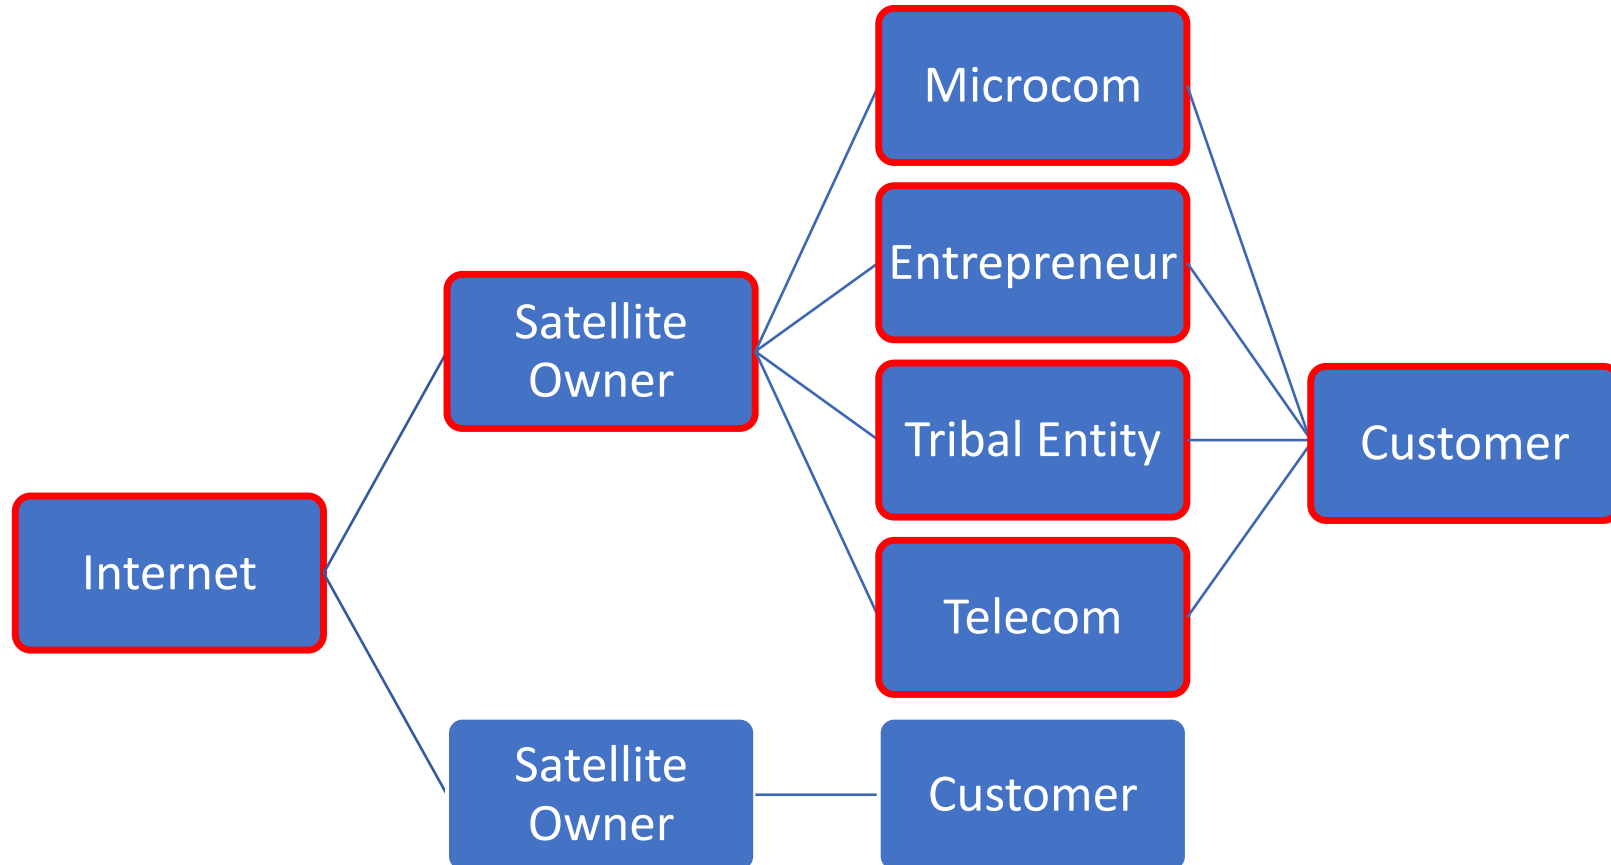 Internet
Satellite
Owner
Microcom
Entrepreneur
Tribal Entity
Telecom
Customer
Satellite
Owner
Customer